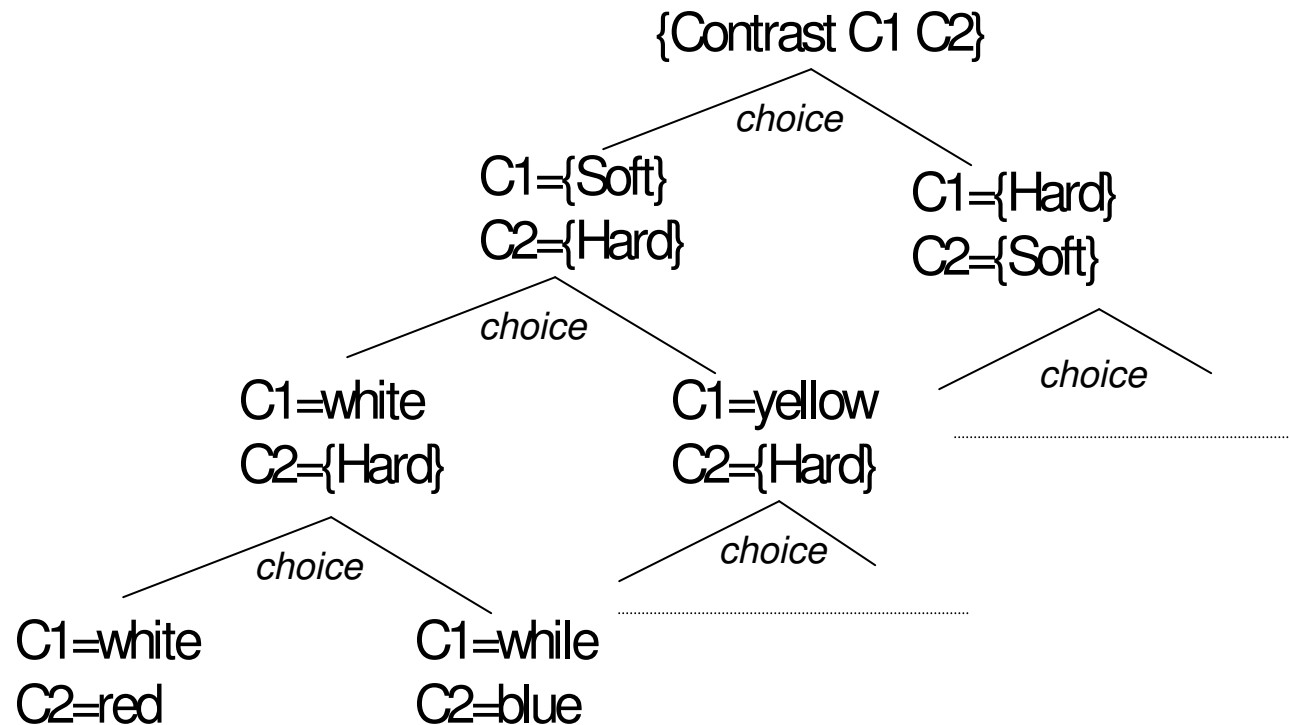 {Contrast C1 C2}
choice
C1={Soft}
C2={Hard}
C1={Hard}
C2={Soft}
choice
choice
C1=white
C2={Hard}
C1=yellow
C2={Hard}
choice
choice
C1=white
C2=red
C1=while
C2=blue